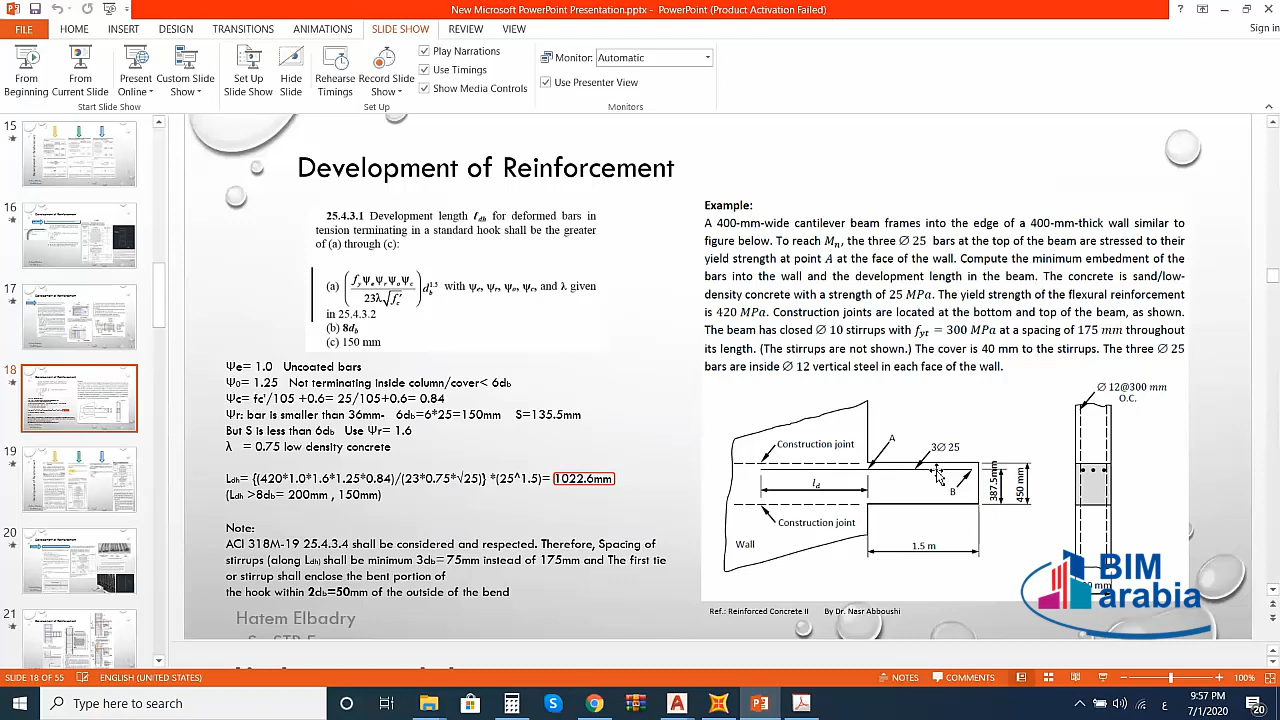 New Microsoft PowerPoint Presentation.pptx - PowerPoint (Product Activation Failed)
FILE HOME INSERT DESIGN TRANSITIONS ANIMATIONS SLIDE SHOW REVIEW VIEW Sign in
From Beginning
From Current Slide
Present Online
Custom Slide Show
Start Slide Show
Set Up Slide Show
Hide Slide
Rehearse Timings
Record Slide Show
Play Narrations
Use Timings
Show Media Controls
Set Up
Monitor: Automatic
Use Presenter View
Monitors
15
16
17
18
19
20
21
Development of Reinforcement
25.4.3.1 Development length ℓdh for deformed bars in
tension terminating in a standard hook shall be the greater
of (a) through (c):
(a) (fyψeψrψoψc / 23λ√fc′) db^1.5 with ψe, ψr, ψo, ψc and λ given
in 25.4.3.2
(b) 8db
(c) 150 mm
Ψe= 1.0 Uncoated bars
Ψ0= 1.25 Not terminating inside column/cover< 6db
Ψc= fc'/105 +0.6= 25/105+0.6= 0.84
Ψr: bar is smaller than 36mm- 6db=6*25=150mm S=135.5mm
But S is less than 6db Use Ψr= 1.6
λ = 0.75 low density concrete
Ldh= {(420*1.0*1.6*1.25*0.84)/(23*0.75*√25)} *(25^1.5)= 1022.6mm
(Ldh >8db= 200mm , 150mm)
Note:
ACI 318M-19 25.4.3.4 shall be considered and respected. Therefore, Spacing of
stirrups (along Ldh) shall be minimum 3db=75mm instead of 175mm and The first tie
or stirrup shall enclose the bent portion of
the hook within 2db=50mm of the outside of the bend
Hatem Elbadry
Example:
A 400-mm-wide cantilever beam frames into the edge of a 400-mm-thick wall similar to
figure below. To reach Mn, the three Ø 25 bars at the top of the beam are stressed to their
yield strength at point A at the face of the wall. Compute the minimum embedment of the
bars into the wall and the development length in the beam. The concrete is sand/low-
density concrete with a strength of 25 MPa. The yield strength of the flexural reinforcement
is 420 MPa. Construction joints are located at the bottom and top of the beam, as shown.
The beam has closed Ø 10 stirrups with fyt = 300 MPa at a spacing of 175 mm throughout
its length. (The stirrups are not shown.) The cover is 40 mm to the stirrups. The three Ø 25
bars are inside Ø 12 vertical steel in each face of the wall.
Ø 12@300 mm
O.C.
Construction joint
A
3Ø 25
ld
B
387.5mm
450 mm
Construction joint
Wall
1.5 m
BIM
arabia
Ref.: Reinforced Concrete II By Dr. Nasr Abboushi
SLIDE 18 OF 55 ENGLISH (UNITED STATES) NOTES COMMENTS 100%
Type here to search
9:57 PM
7/1/2020
20